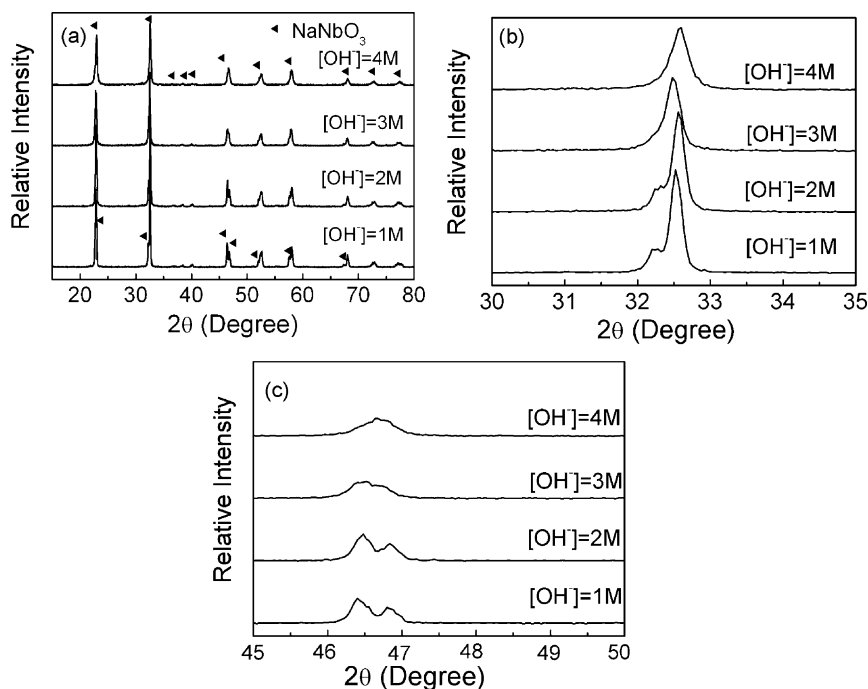 (a)
◄ NaNbO₃
[OH⁻]=4M
[OH⁻]=3M
[OH⁻]=2M
[OH⁻]=1M
Relative Intensity
20 30 40 50 60 70 80
2θ (Degree)
(b)
[OH⁻]=4M
[OH⁻]=3M
[OH⁻]=2M
[OH⁻]=1M
Relative Intensity
30 31 32 33 34 35
2θ (Degree)
(c)
[OH⁻]=4M
[OH⁻]=3M
[OH⁻]=2M
[OH⁻]=1M
Relative Intensity
45 46 47 48 49 50
2θ (Degree)